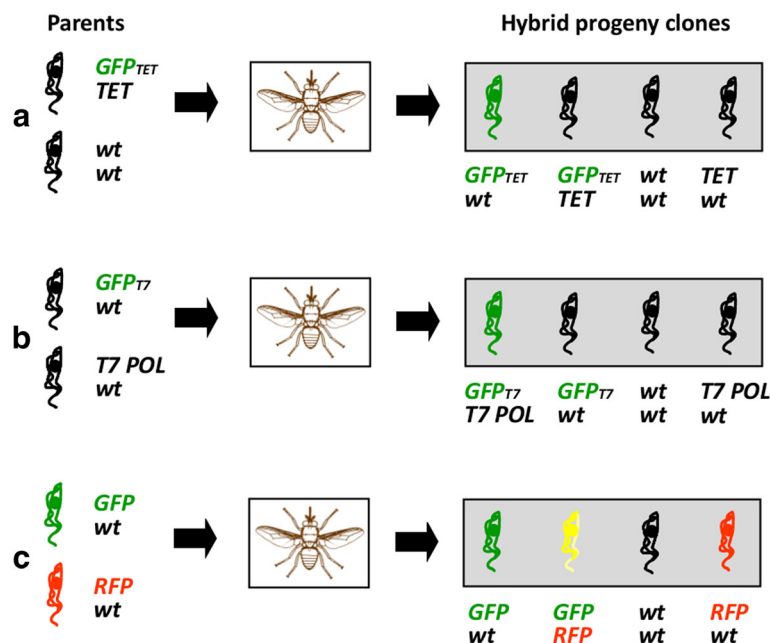 Parents Hybrid progeny clones
a
GFPTET
TET
wt
wt
GFPTET GFPTET wt TET
wt TET wt wt
b
GFPT7
wt
T7 POL
wt
GFPT7 GFPT7 wt T7 POL
T7 POL wt wt wt
c
GFP
wt
RFP
wt
GFP GFP wt RFP
wt RFP wt wt